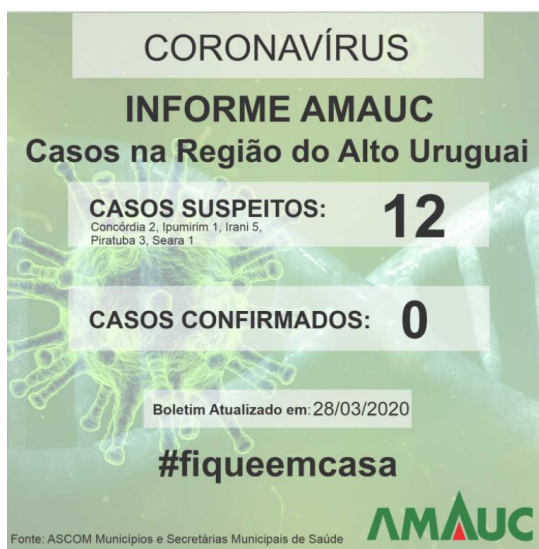 CORONAVÍRUS
INFORME AMAUC
Casos na Região do Alto Uruguai
CASOS SUSPEITOS: 12
Concórdia 2, Ipumirim 1, Irani 5,
Piratuba 3, Seara 1
CASOS CONFIRMADOS: 0
Boletim Atualizado em: 28/03/2020
#fiqueemcasa
AMAUC
Fonte: ASCOM Municípios e Secretárias Municipais de Saúde